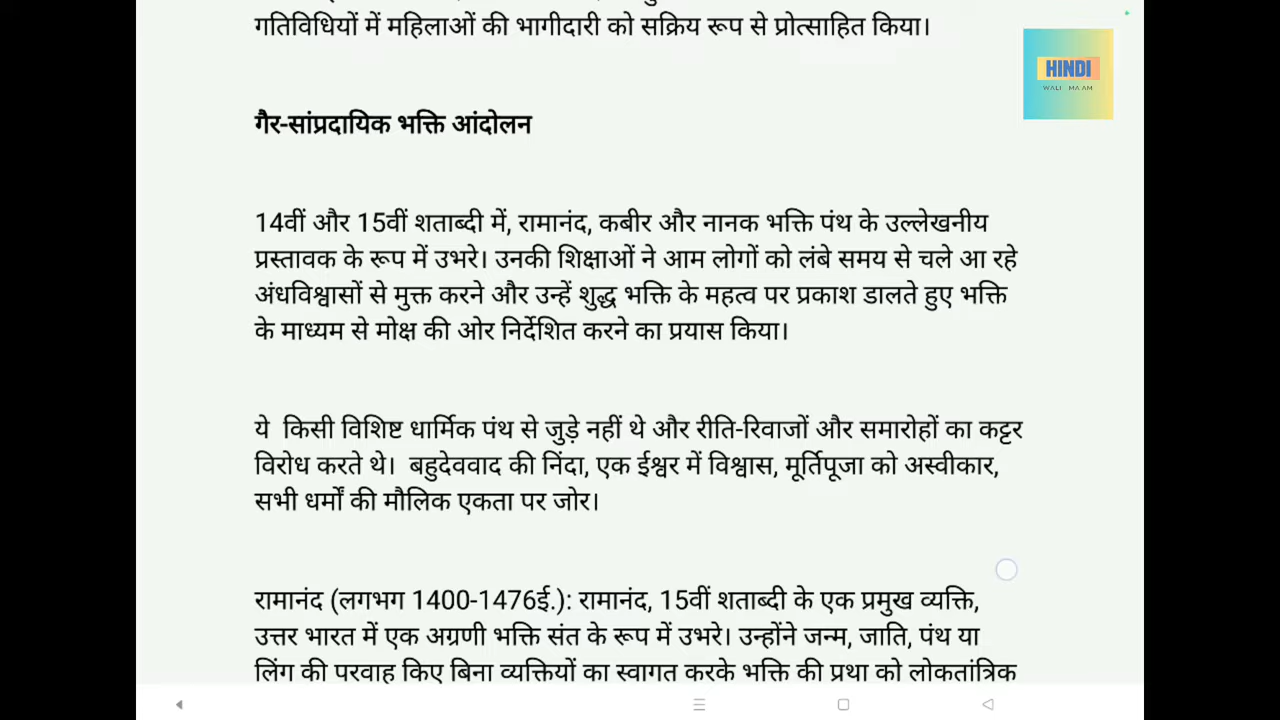 गतिविधियों में महिलाओं की भागीदारी को सक्रिय रूप से प्रोत्साहित किया।
HINDI
WALI MAAM
गैर-सांप्रदायिक भक्ति आंदोलन
14वीं और 15वीं शताब्दी में, रामानंद, कबीर और नानक भक्ति पंथ के उल्लेखनीय
प्रस्तावक के रूप में उभरे। उनकी शिक्षाओं ने आम लोगों को लंबे समय से चले आ रहे
अंधविश्वासों से मुक्त करने और उन्हें शुद्ध भक्ति के महत्व पर प्रकाश डालते हुए भक्ति
के माध्यम से मोक्ष की ओर निर्देशित करने का प्रयास किया।
ये किसी विशिष्ट धार्मिक पंथ से जुड़े नहीं थे और रीति-रिवाजों और समारोहों का कट्टर
विरोध करते थे। बहुदेववाद की निंदा, एक ईश्वर में विश्वास, मूर्तिपूजा को अस्वीकार,
सभी धर्मों की मौलिक एकता पर जोर।
रामानंद (लगभग 1400-1476ई.): रामानंद, 15वीं शताब्दी के एक प्रमुख व्यक्ति,
उत्तर भारत में एक अग्रणी भक्ति संत के रूप में उभरे। उन्होंने जन्म, जाति, पंथ या
लिंग की परवाह किए बिना व्यक्तियों का स्वागत करके भक्ति की प्रथा को लोकतांत्रिक